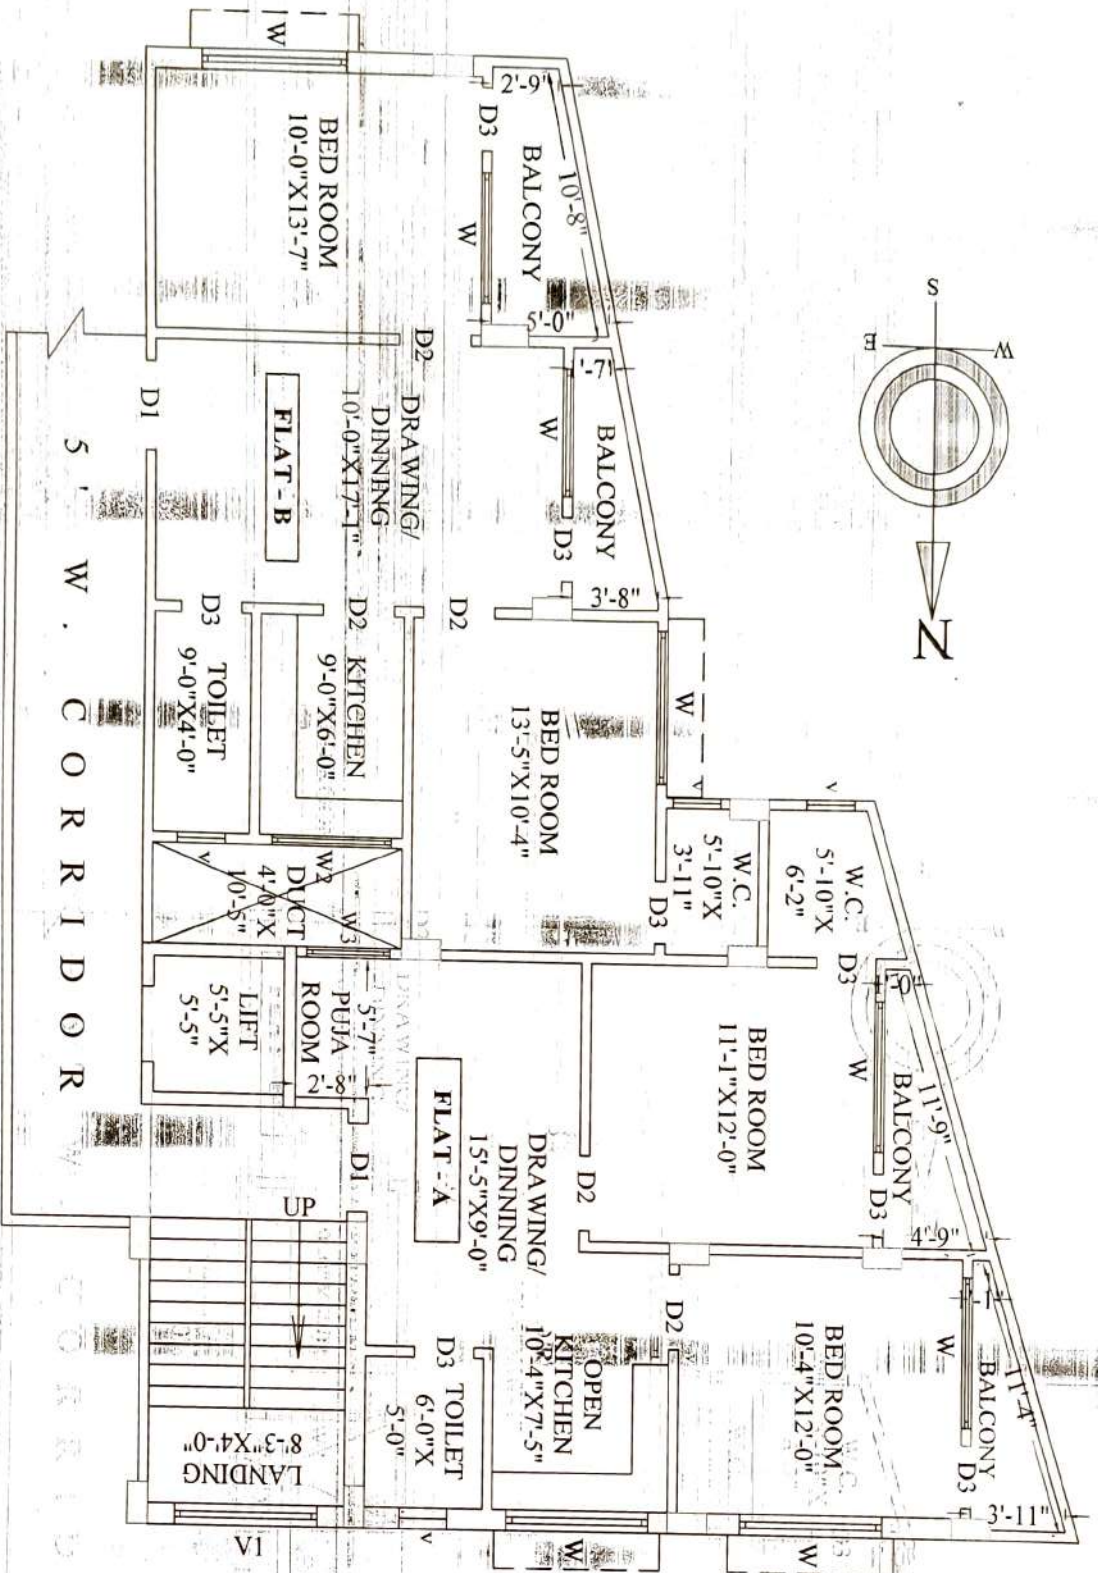 S
W
E
N
W
BED ROOM
10'-0"X13'-7"
D3
W
BALCONY
2'-9"
10'-8"
5'-0"
D2
D1
FLAT - B
DRAWING/
DINNING
10'-0"X17'-1"
W
BALCONY
D3
3'-8"
D2
D2
D3
KITCHEN
9'-0"X6'-0"
TOILET
9'-0"X4'-0"
BED ROOM
13'-5"X10'-4"
W
v
v
W.C.
5'-10"X
3'-11"
W.C.
5'-10"X
6'-2"
D3
D3
v
W2
DUCT
4'-0"X
10'-5"
W3
LIFT
5'-5"X
5'-5"
PUJA
ROOM
5'-7"
2'-8"
5' W. CORRIDOR
FLAT - A
DRAWING/
DINNING
15'-5"X9'-0"
D1
D2
BED ROOM
11'-1"X12'-0"
W
BALCONY
11'-9"
D3
4'-9"
UP
D2
D3
TOILET
6'-0"X
5'-0"
OPEN
KITCHEN
10'-4"X7'-5"
BED ROOM
10'-4"X12'-0"
W
BALCONY
11'-4"
D3
3'-11"
LANDING
8'-3"X4'-0"
V1
v
W
W